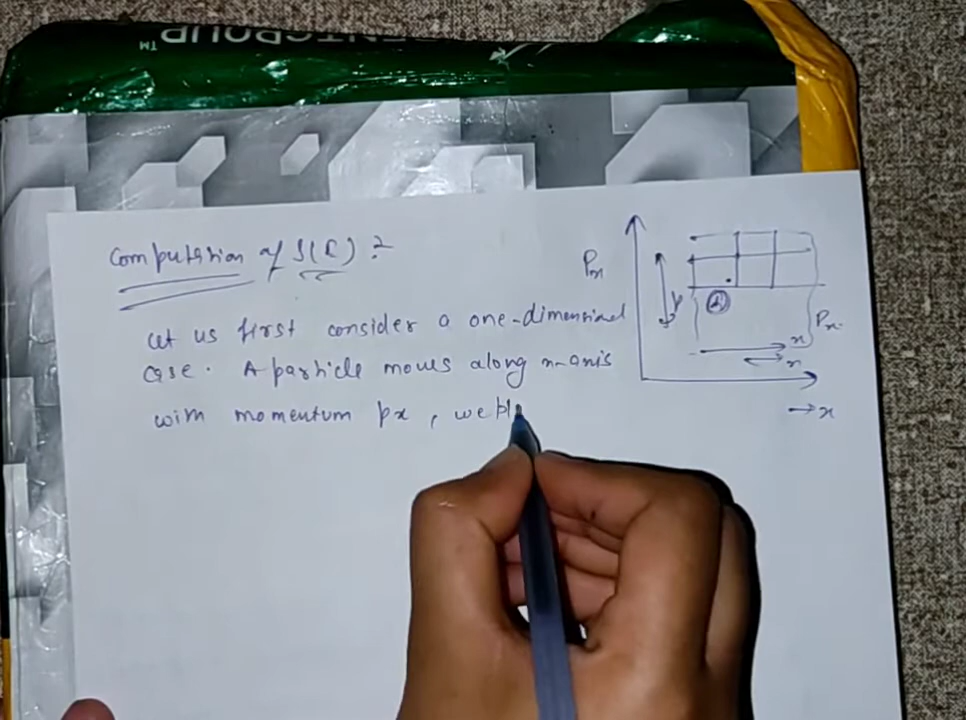 Computation of S(E) :
Let us first consider a one-dimensional
case. A particle moves along x-axis
with momentum px, we pl
Px
Px.
x
x
→ x